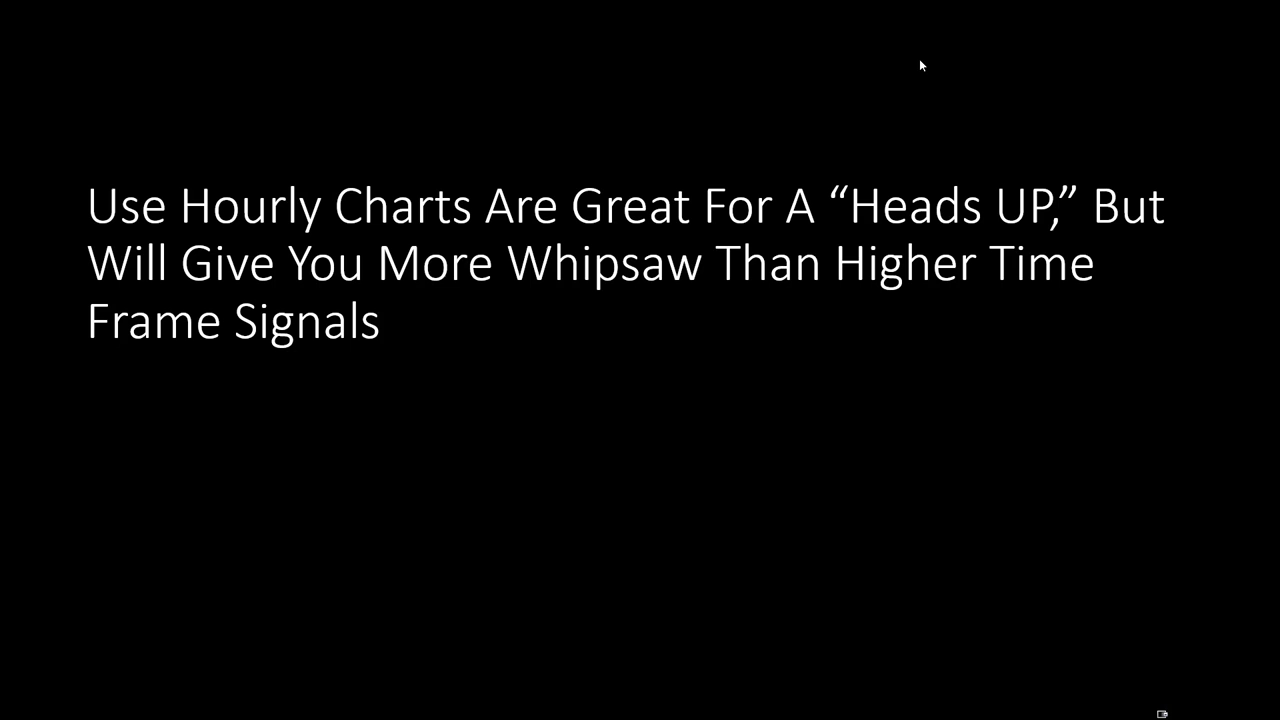 Use Hourly Charts Are Great For A “Heads UP,” But
Will Give You More Whipsaw Than Higher Time
Frame Signals